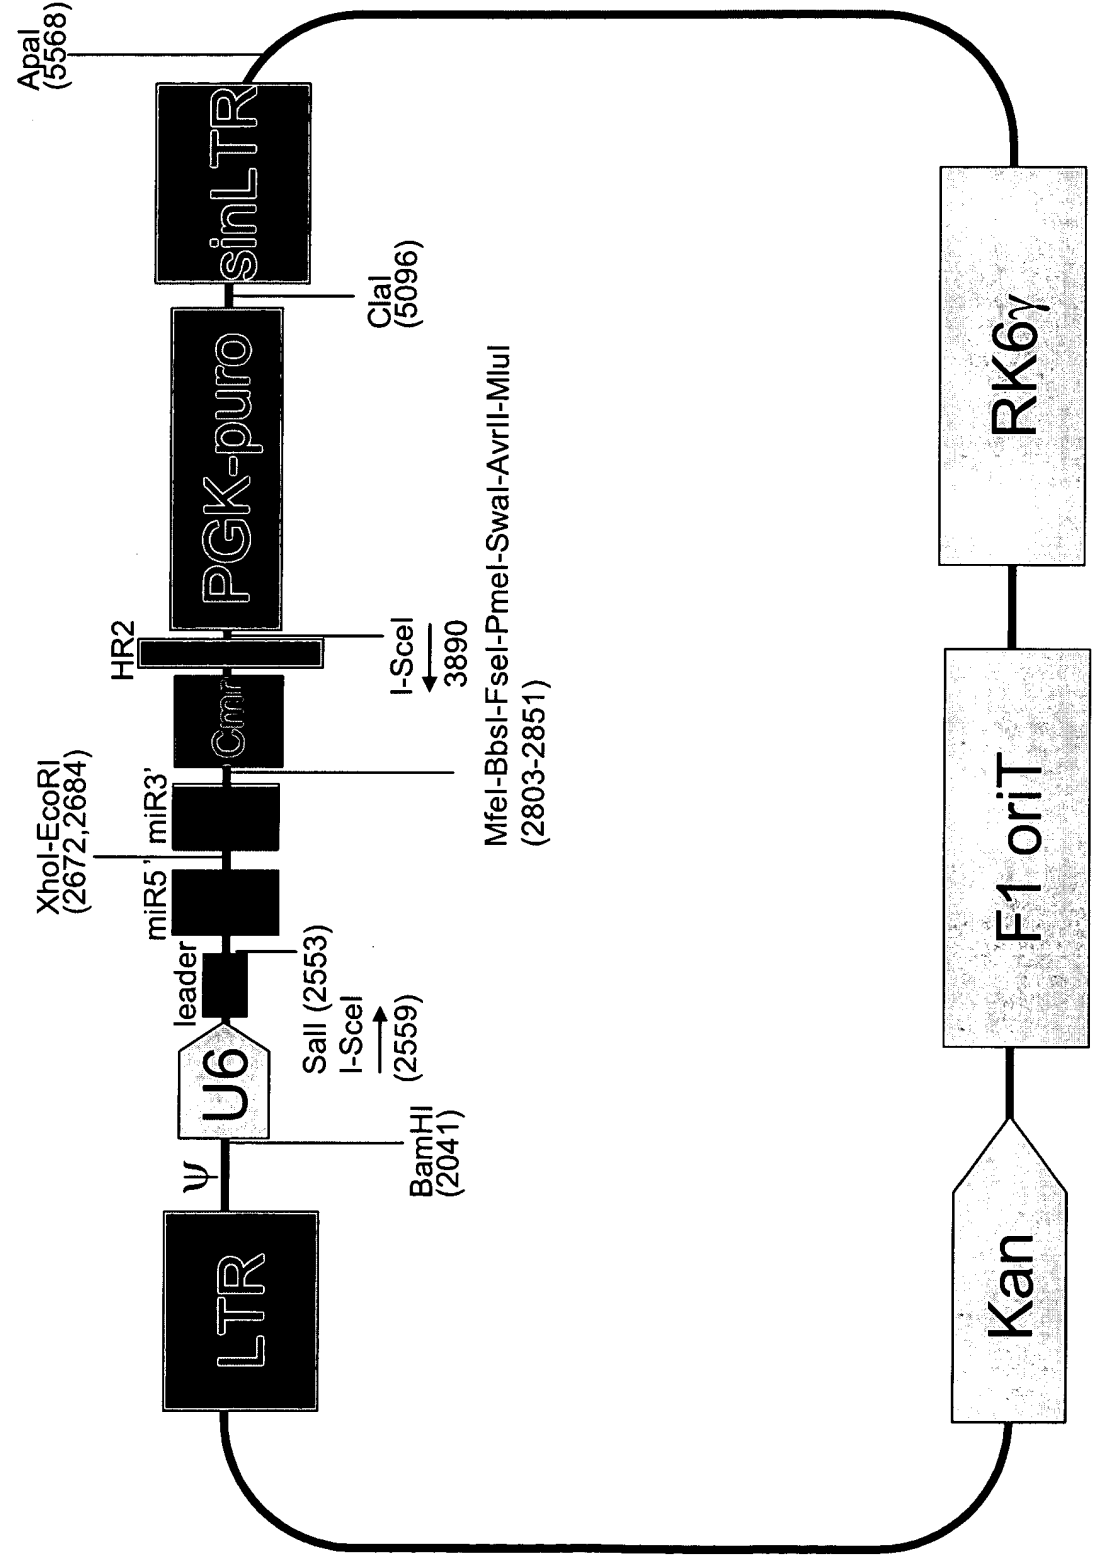 LTR
Ψ
BamHI
(2041)
U6
leader
SalI (2553)
I-SceI
(2559)
miR5'
XhoI-EcoRI
(2672,2684)
miR3'
MfeI-BbsI-FseI-PmeI-SwaI-AvrII-MluI
(2803-2851)
Cmr
HR2
I-SceI
3890
PGK-puro
ClaI
(5096)
sinLTR
ApaI
(5568)
Kan
F1 oriT
RK6γ